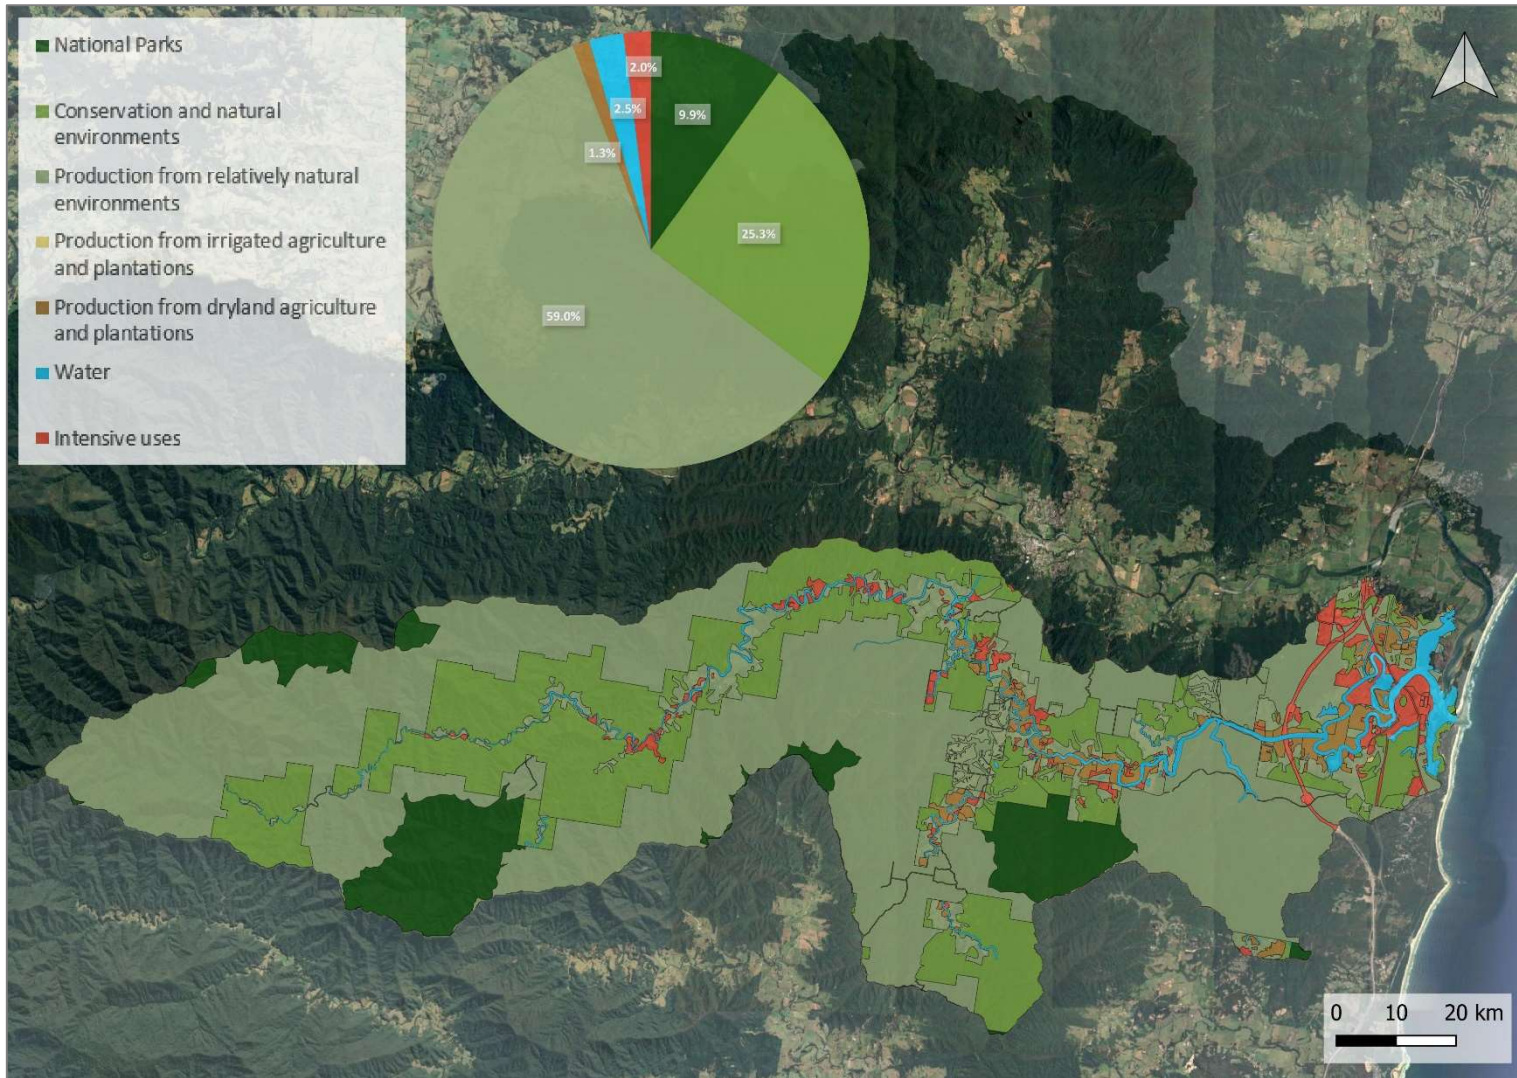 National Parks
Conservation and natural
environments
Production from relatively natural
environments
Production from irrigated agriculture
and plantations
Production from dryland agriculture
and plantations
Water
Intensive uses
2.0%
2.5%
9.9%
1.3%
25.3%
59.0%
0 10 20 km